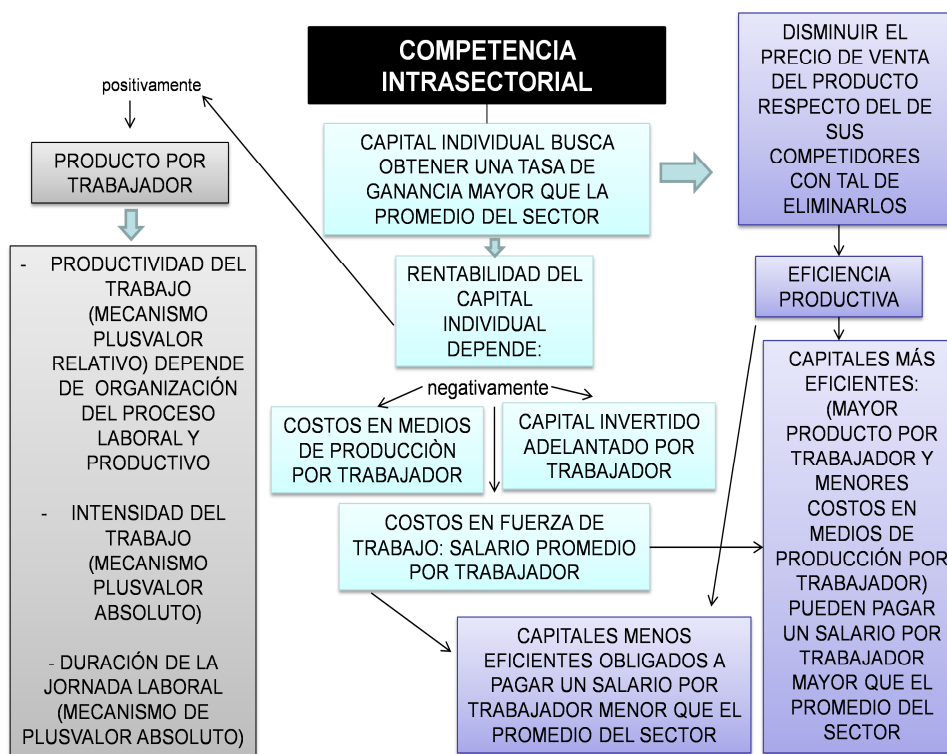 COMPETENCIA
INTRASECTORIAL
CAPITAL INDIVIDUAL BUSCA
OBTENER UNA TASA DE
GANANCIA MAYOR QUE LA
PROMEDIO DEL SECTOR
DISMINUIR EL
PRECIO DE VENTA
DEL PRODUCTO
RESPECTO DEL DE
SUS
COMPETIDORES
CON TAL DE
ELIMINARLOS
positivamente
PRODUCTO POR
TRABAJADOR
- PRODUCTIVIDAD DEL
TRABAJO
(MECANISMO
PLUSVALOR
RELATIVO) DEPENDE
DE ORGANIZACIÓN
DEL PROCESO
LABORAL Y
PRODUCTIVO
- INTENSIDAD DEL
TRABAJO
(MECANISMO
PLUSVALOR
ABSOLUTO)
- DURACIÓN DE LA
JORNADA LABORAL
(MECANISMO DE
PLUSVALOR ABSOLUTO)
RENTABILIDAD DEL
CAPITAL
INDIVIDUAL
DEPENDE:
negativamente
COSTOS EN MEDIOS
DE PRODUCCIÒN
POR TRABAJADOR
CAPITAL INVERTIDO
ADELANTADO POR
TRABAJADOR
COSTOS EN FUERZA DE
TRABAJO: SALARIO PROMEDIO
POR TRABAJADOR
EFICIENCIA
PRODUCTIVA
CAPITALES MÁS
EFICIENTES:
(MAYOR
PRODUCTO POR
TRABAJADOR Y
MENORES
COSTOS EN
MEDIOS DE
PRODUCCIÓN POR
TRABAJADOR)
PUEDEN PAGAR
UN SALARIO POR
TRABAJADOR
MAYOR QUE EL
PROMEDIO DEL
SECTOR
CAPITALES MENOS
EFICIENTES OBLIGADOS A
PAGAR UN SALARIO POR
TRABAJADOR MENOR QUE EL
PROMEDIO DEL SECTOR